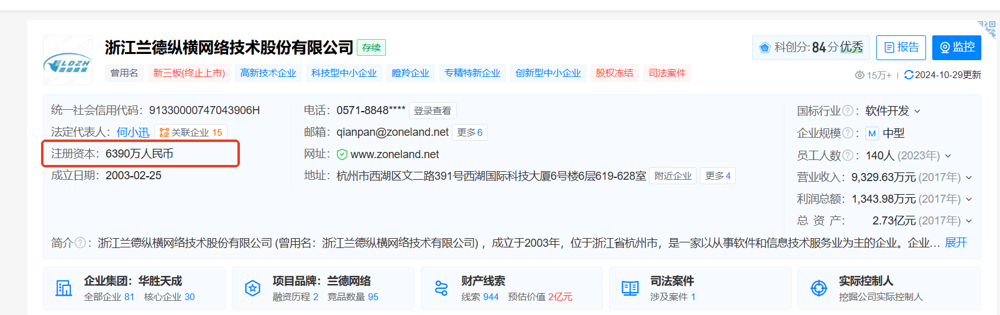 浙江兰德纵横网络技术股份有限公司 存续
科创分:84分优秀 报告 监控
LDZH
曾用名 新三板(终止上市) 高新技术企业 科技型中小企业 瞪羚企业 专精特新企业 创新型中小企业 股权冻结 司法案件
15万+ 2024-10-29更新
统一社会信用代码：91330000747043906H
法定代表人：何小迅 关联企业 15
注册资本：6390万人民币
成立日期：2003-02-25
电话：0571-8848**** 登录查看
邮箱：qianpan@zoneland.net 更多 6
网址：www.zoneland.net
地址：杭州市西湖区文二路391号西湖国际科技大厦6号楼6层619-628室 附近企业 更多 4
国标行业?：软件开发
企业规模?：M 中型
员工人数?：140人 (2023年)
营业收入：9,329.63万元 (2017年)
利润总额：1,343.98万元 (2017年)
总 资 产： 2.73亿元 (2017年)
简介?：浙江兰德纵横网络技术股份有限公司 (曾用名：浙江兰德纵横网络技术有限公司) ，成立于2003年，位于浙江省杭州市，是一家以从事软件和信息技术服务业为主的企业。企业... 展开
企业集团：华胜天成
全部企业 81 核心企业 30
项目品牌：兰德网络
融资历程 2 竞品数量 95
财产线索
线索 944 预估价值 2亿元
司法案件
涉及案件 1
实际控制人
挖掘公司实际控制人